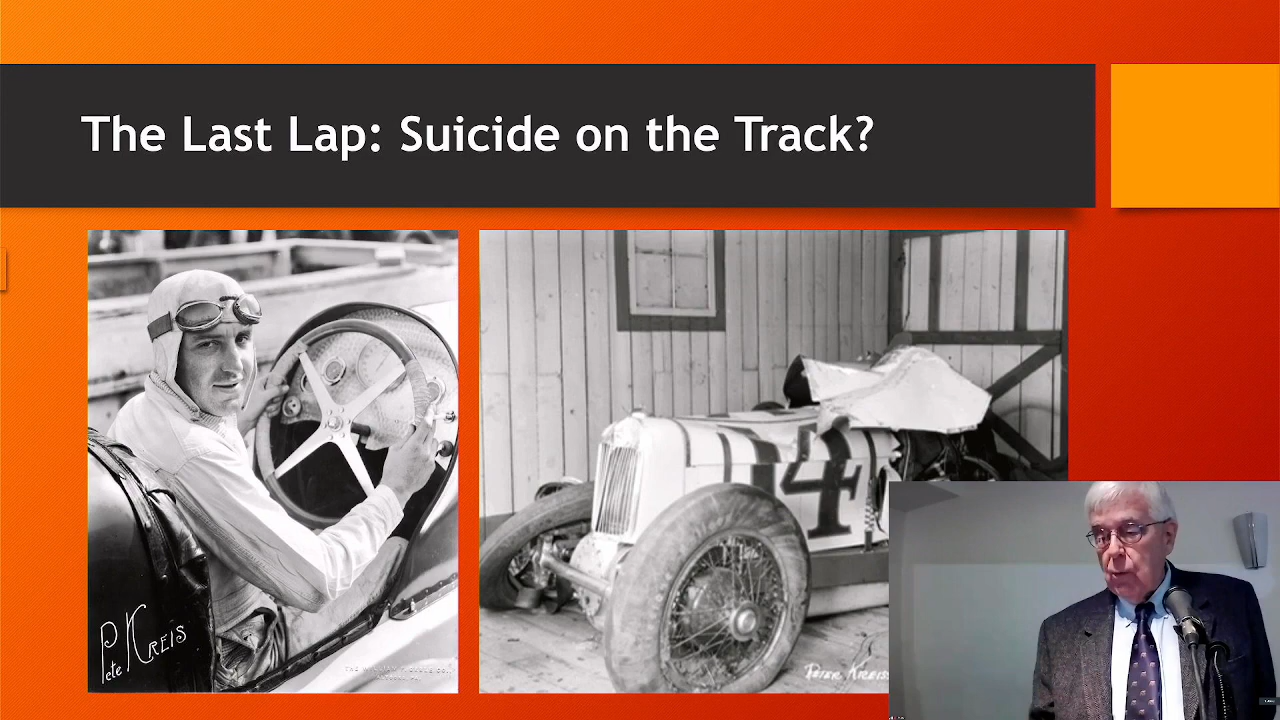 The Last Lap: Suicide on the Track?
14
Pete KREIS
PETER KREIS